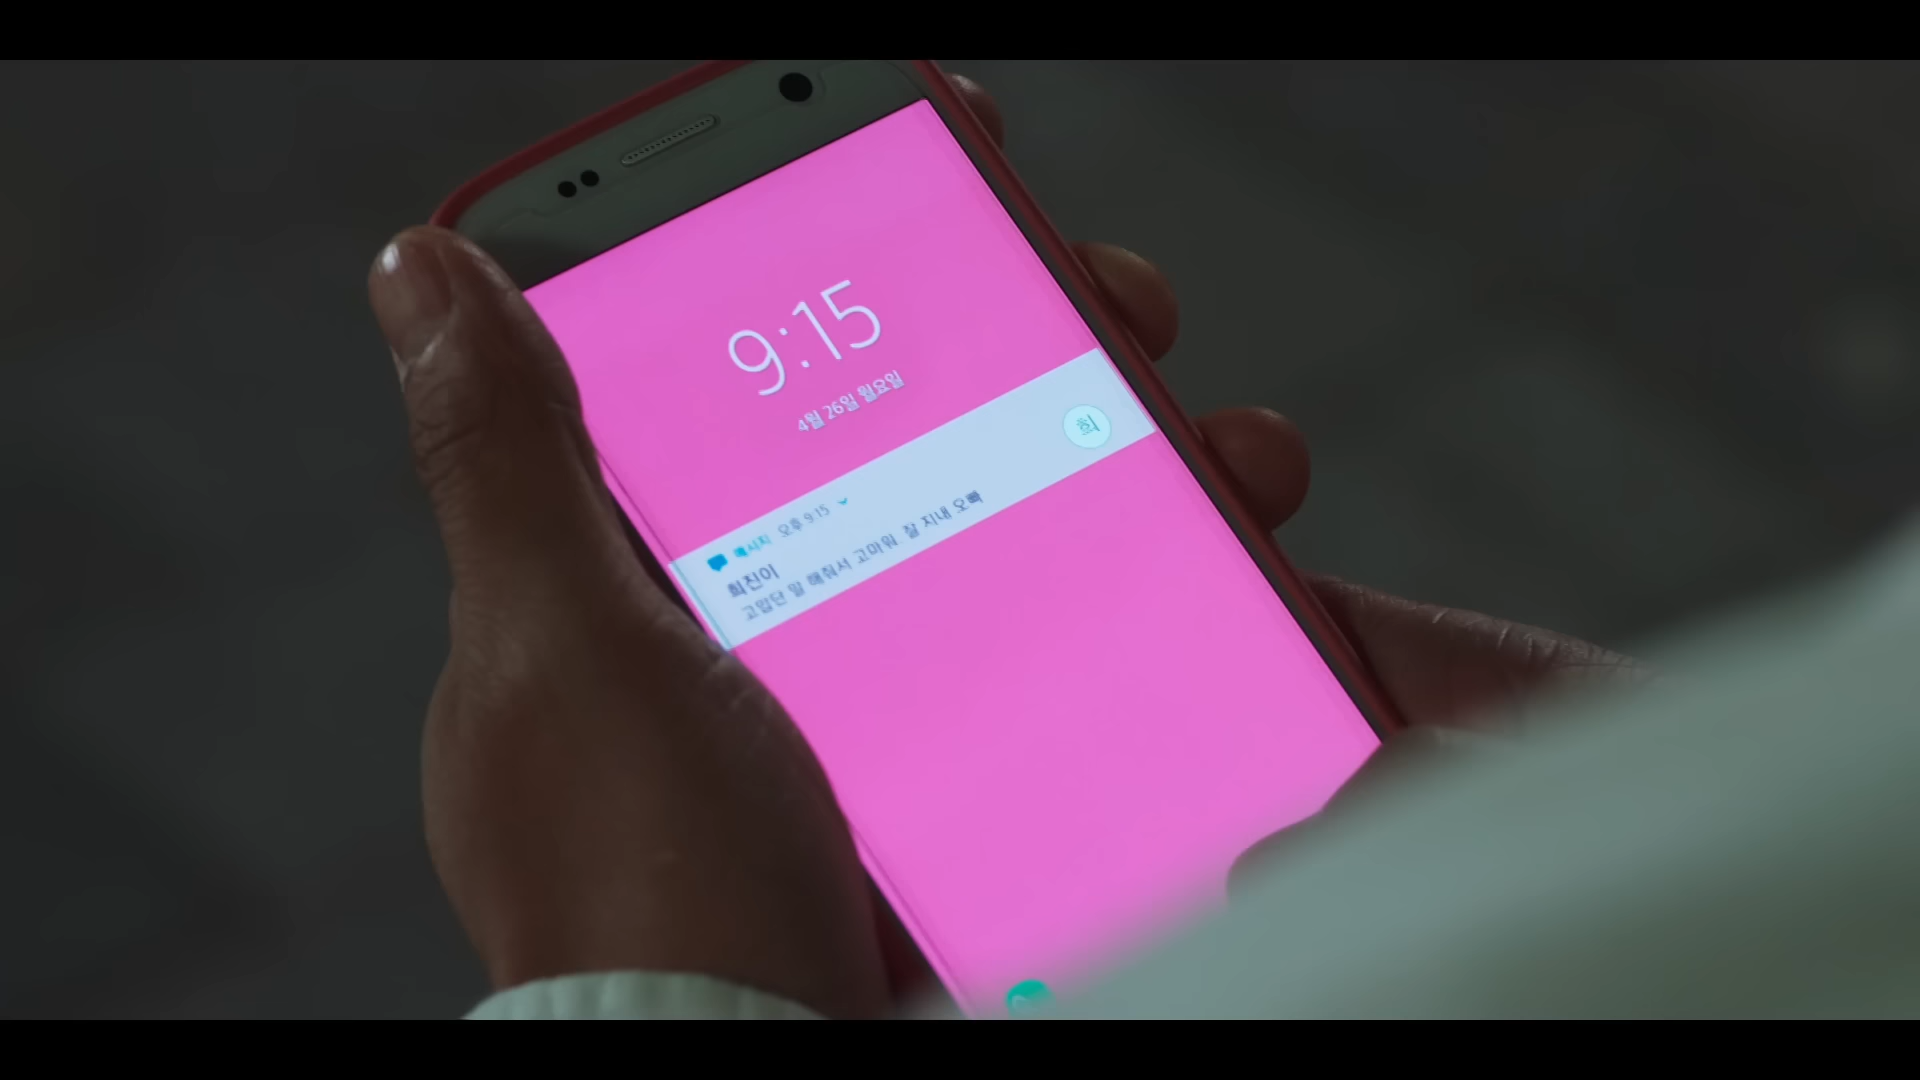 9:15
4월 26일 월요일
메시지 오후 9:15
희
희진이
고맙단 말 해줘서 고마워. 잘 지내 오빠